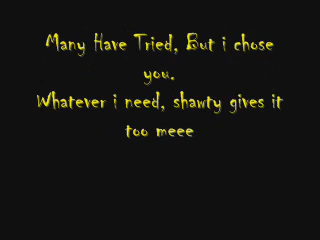 Many Have Tried, But i chose
you.
Whatever i need, shawty gives it
too meee